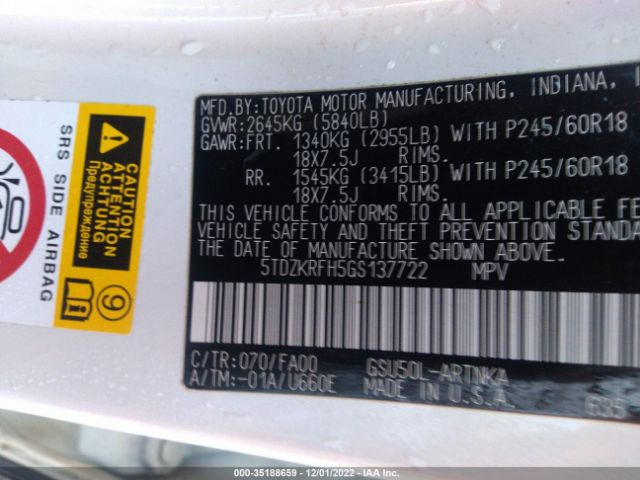 MFD.BY:TOYOTA MOTOR MANUFACTURING, INDIANA,
GVWR:2645KG (5840LB)
GAWR:FRT. 1340KG (2955LB) WITH P245/60R18
18X7.5J RIMS.
RR. 1545KG (3415LB) WITH P245/60R18
18X7.5J RIMS.
THIS VEHICLE CONFORMS TO ALL APPLICABLE FE
VEHICLE SAFETY AND THEFT PREVENTION STANDA
THE DATE OF MANUFACTURE SHOWN ABOVE.
5TDZKRFH5GS137722 MPV
C/TR:070/FA00 GSU50L-ARTNKA
A/TM:-01A/U660E MADE IN U.S.A.
635
SRS SIDE AIRBAG
CAUTION
ATTENTION
ACHTUNG
Предупреждение
9
000-35188659 - 12/01/2022 - IAAI.COM